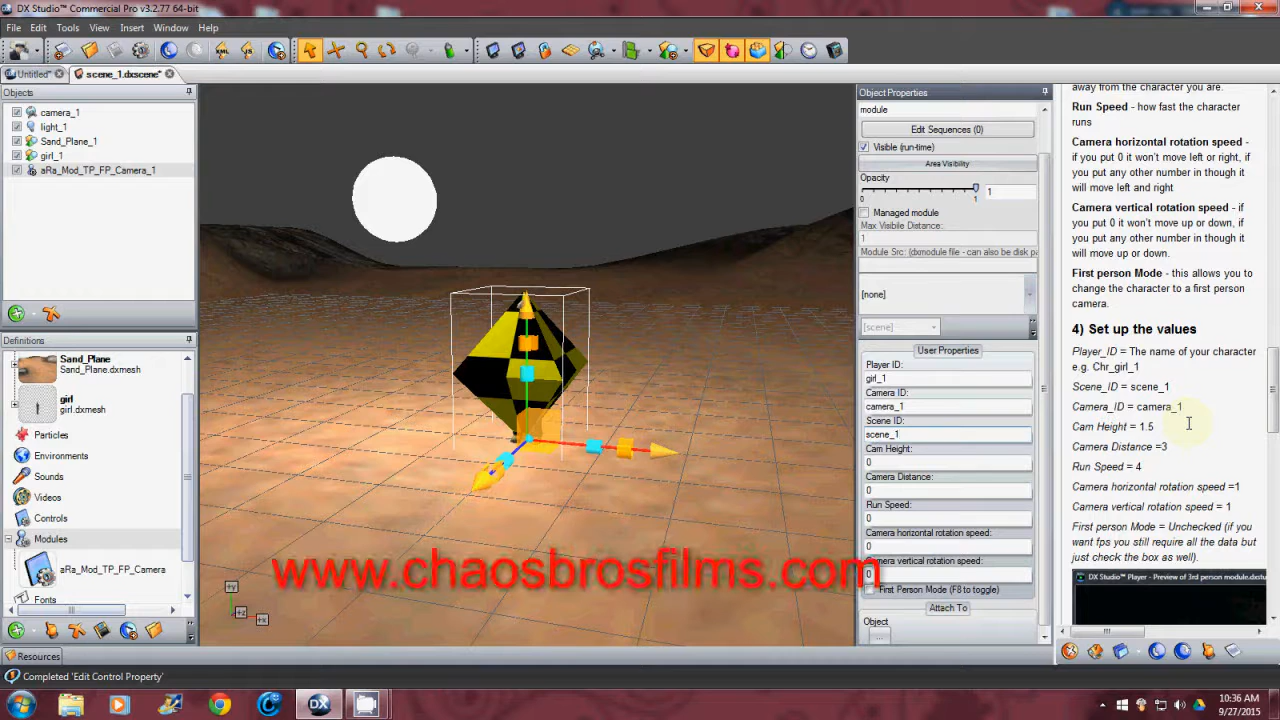 DX Studio™ Commercial Pro v3.2.77 64-bit
File Edit Tools View Insert Window Help
Untitled*
scene_1.dxscene*
Objects
camera_1
light_1
Sand_Plane_1
girl_1
aRa_Mod_TP_FP_Camera_1
Definitions
Sand_Plane
Sand_Plane.dxmesh
girl
girl.dxmesh
Particles
Environments
Sounds
Videos
Controls
Modules
aRa_Mod_TP_FP_Camera
Fonts
Resources
Completed 'Edit Control Property'
+y
+z
+x
www.chaosbrosfilms.com
Object Properties
module
Edit Sequences (0)
Visible (run-time)
Area Visibility
Opacity
1
0
1
Managed module
Max Visibile Distance:
1
Module Src: (dxmodule file - can also be disk pa
[none]
[scene]
User Properties
Player ID:
girl_1
Camera ID:
camera_1
Scene ID:
scene_1
Cam Height:
0
Camera Distance:
0
Run Speed:
0
Camera horizontal rotation speed:
0
Camera vertical rotation speed:
0
First Person Mode (F8 to toggle)
Attach To
Object
...
away from the character you are.
Run Speed - how fast the character
runs
Camera horizontal rotation speed -
if you put 0 it won't move left or right, if
you put any other number in though it
will move left and right
Camera vertical rotation speed - if
you put 0 it won't move up or down, if
you put any other number in though it
will move up or down.
First person Mode - this allows you to
change the character to a first person
camera.
4) Set up the values
Player_ID = The name of your character
e.g. Chr_girl_1
Scene_ID = scene_1
Camera_ID = camera_1
Cam Height = 1.5
Camera Distance =3
Run Speed = 4
Camera horizontal rotation speed =1
Camera vertical rotation speed = 1
First person Mode = Unchecked (if you
want fps you still require all the data but
just check the box as well).
DX Studio™ Player - Preview of 3rd person module.dxstu
DX
10:36 AM
9/27/2015